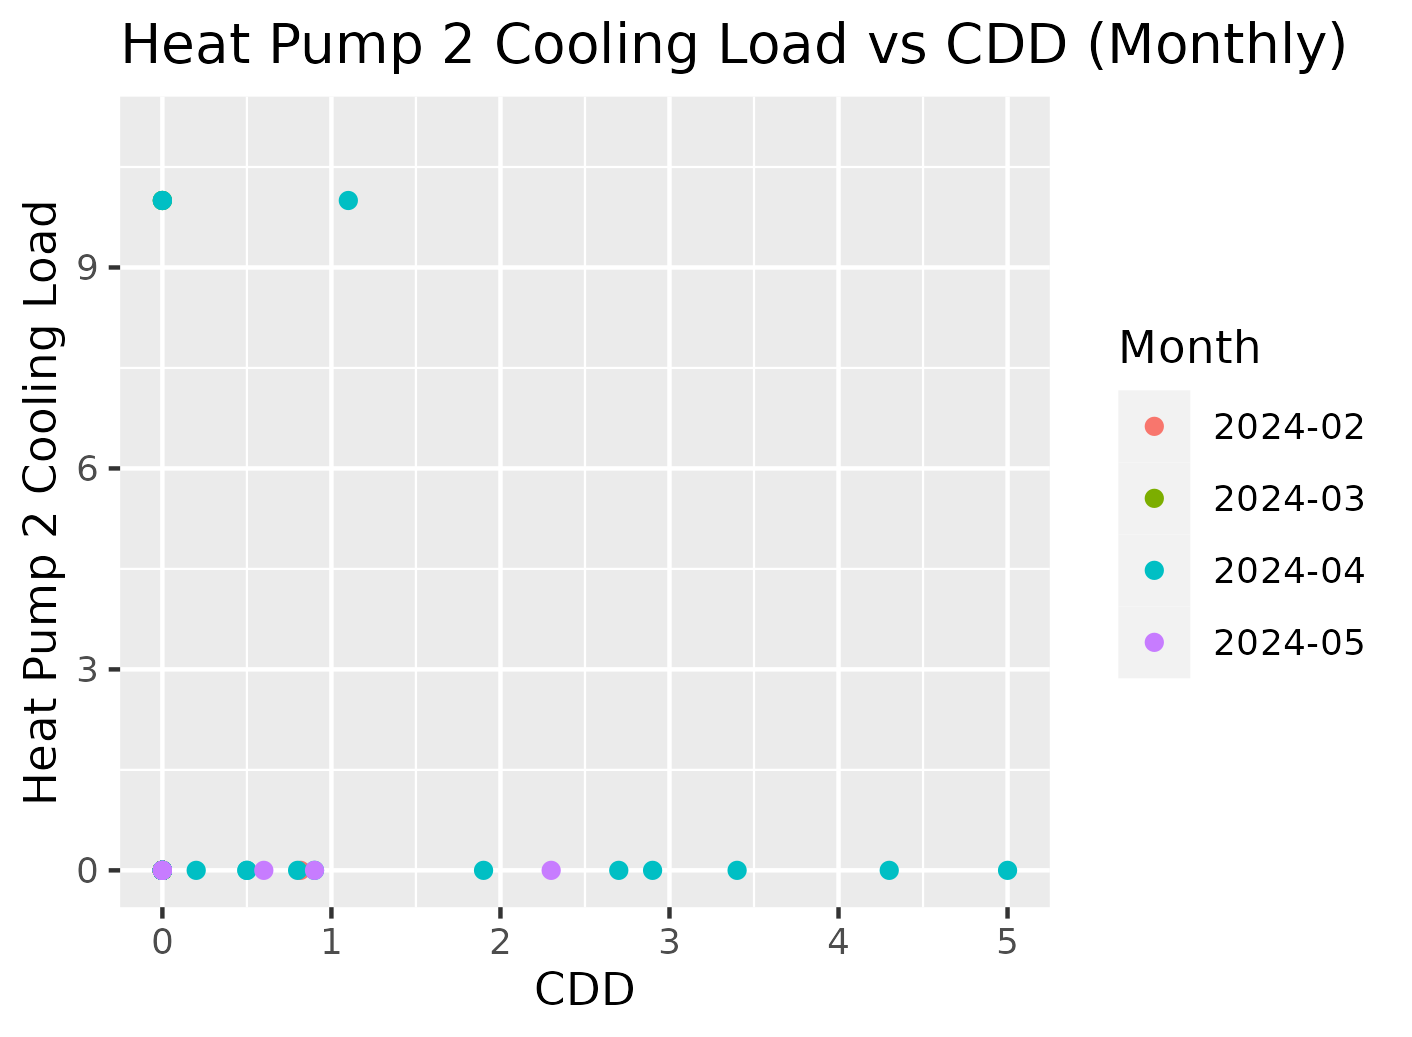 Heat Pump 2 Cooling Load vs CDD (Monthly)
Heat Pump 2 Cooling Load
9
6
3
0
0 1 2 3 4 5
CDD
Month
2024-02
2024-03
2024-04
2024-05